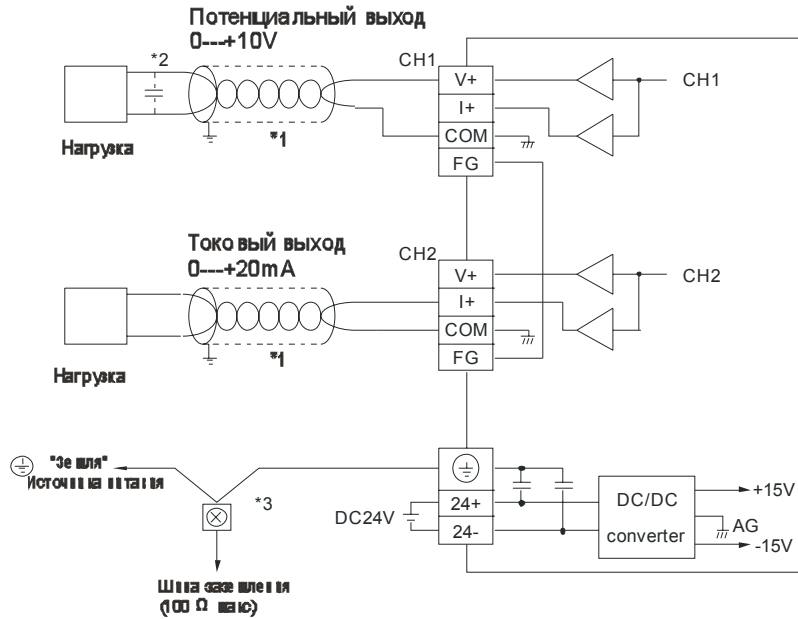 Потенциальный выход
0---+10V
*2
CH1
V+
I+
COM
FG
CH1
Нагрузка
*1
Токовый выход
0---+20mA
CH2
V+
I+
COM
FG
CH2
Нагрузка
*1
"Земля"
Источника питания
*3
DC24V
24+
24-
DC/DC
converter
+15V
AG
-15V
Шина заземления
(100 Ω макс)